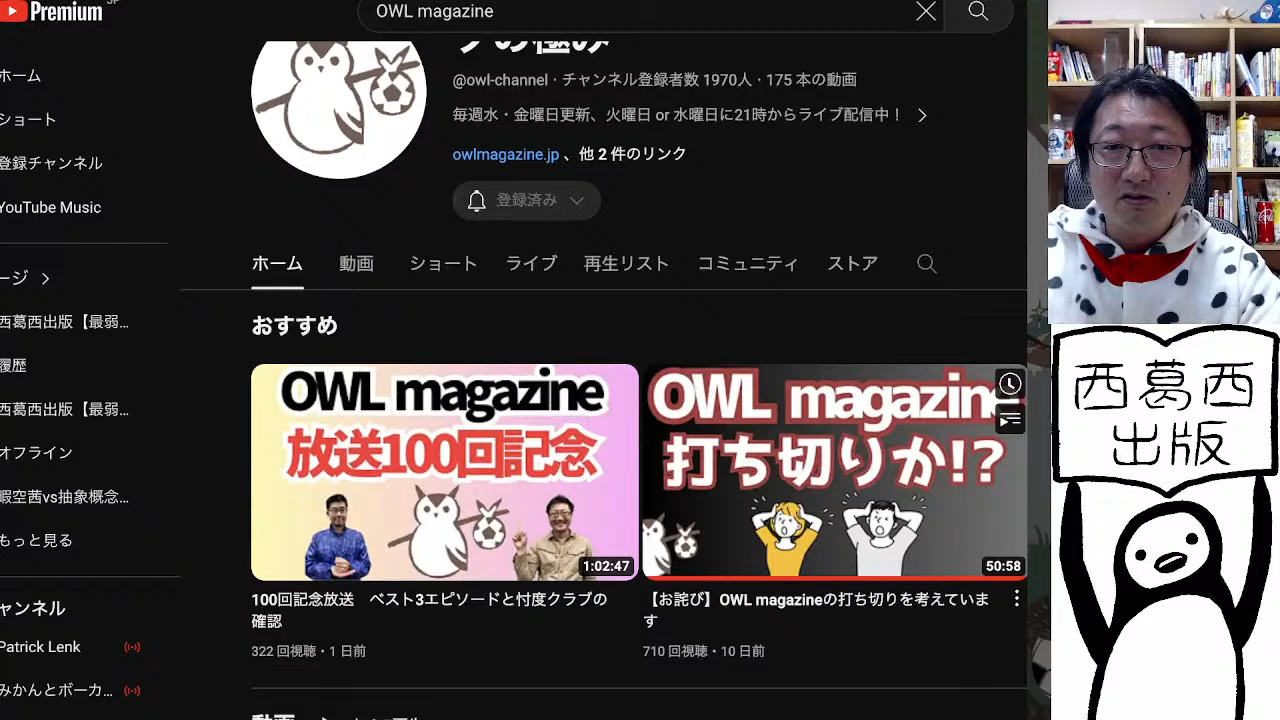 Premium
JP
OWL magazine
ホーム
ショート
登録チャンネル
YouTube Music
ージ
西葛西出版【最弱...
履歴
西葛西出版【最弱...
オフライン
暇空茜vs抽象概念...
もっと見る
ャンネル
Patrick Lenk
みかんとボーカ...
@owl-channel · チャンネル登録者数 1970人 · 175 本の動画
毎週水・金曜日更新、火曜日 or 水曜日に21時からライブ配信中！
owlmagazine.jp 、他 2 件のリンク
登録済み
ホーム 動画 ショート ライブ 再生リスト コミュニティ ストア
おすすめ
OWL magazine
放送100回記念
1:02:47
100回記念放送　ベスト3エピソードと忖度クラブの
確認
322 回視聴・1 日前
OWL magazine
打ち切りか!?
50:58
【お詫び】OWL magazineの打ち切りを考えていま
す
710 回視聴・10 日前
西葛西
出版